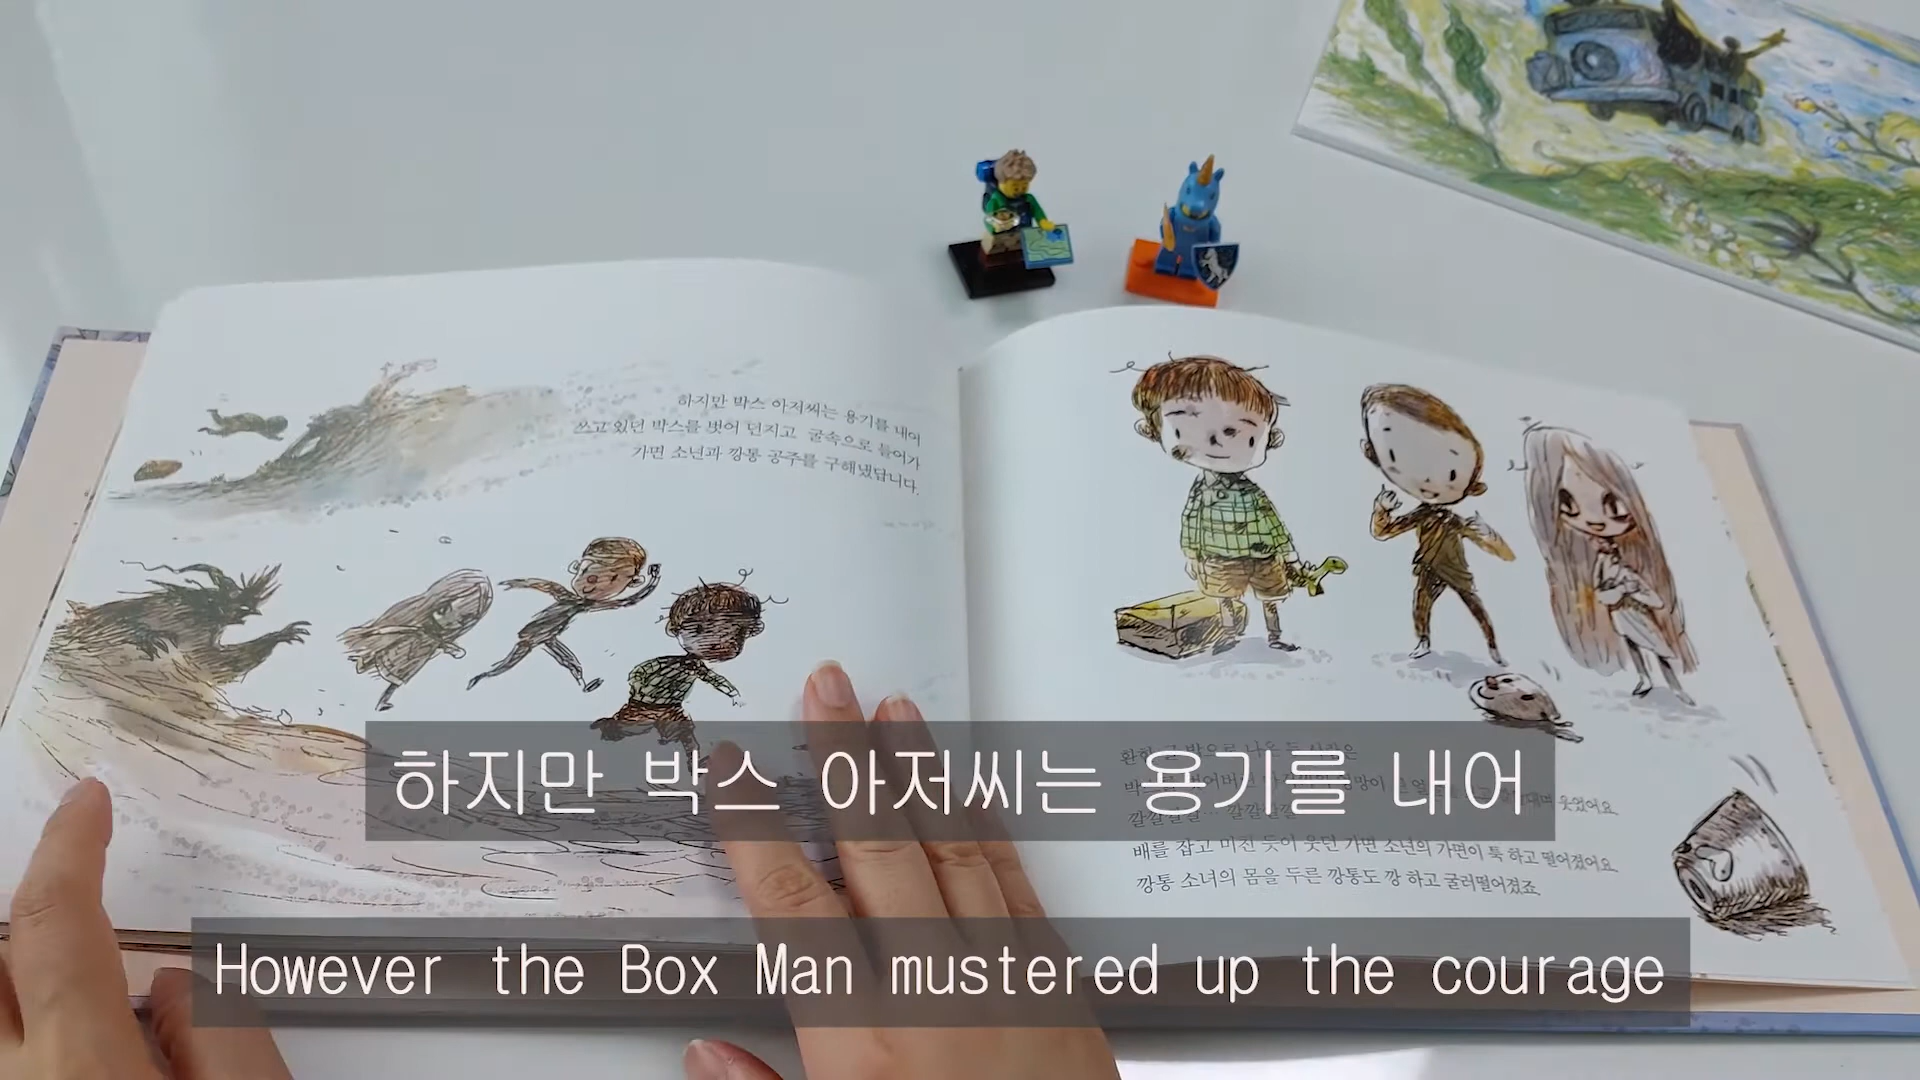 하지만 박스 아저씨는 용기를 내어
쓰고 있던 박스를 벗어 던지고 굴속으로 들어가
가면 소년과 깡통 공주를 구해냈답니다.
웃었어요.
배를 잡고 미친 듯이 웃던 가면 소년의 가면이 툭 하고 떨어졌어요.
깡통 소녀의 몸을 두른 깡통도 깡 하고 굴러떨어졌죠.
하지만 박스 아저씨는 용기를 내어
However the Box Man mustered up the courage